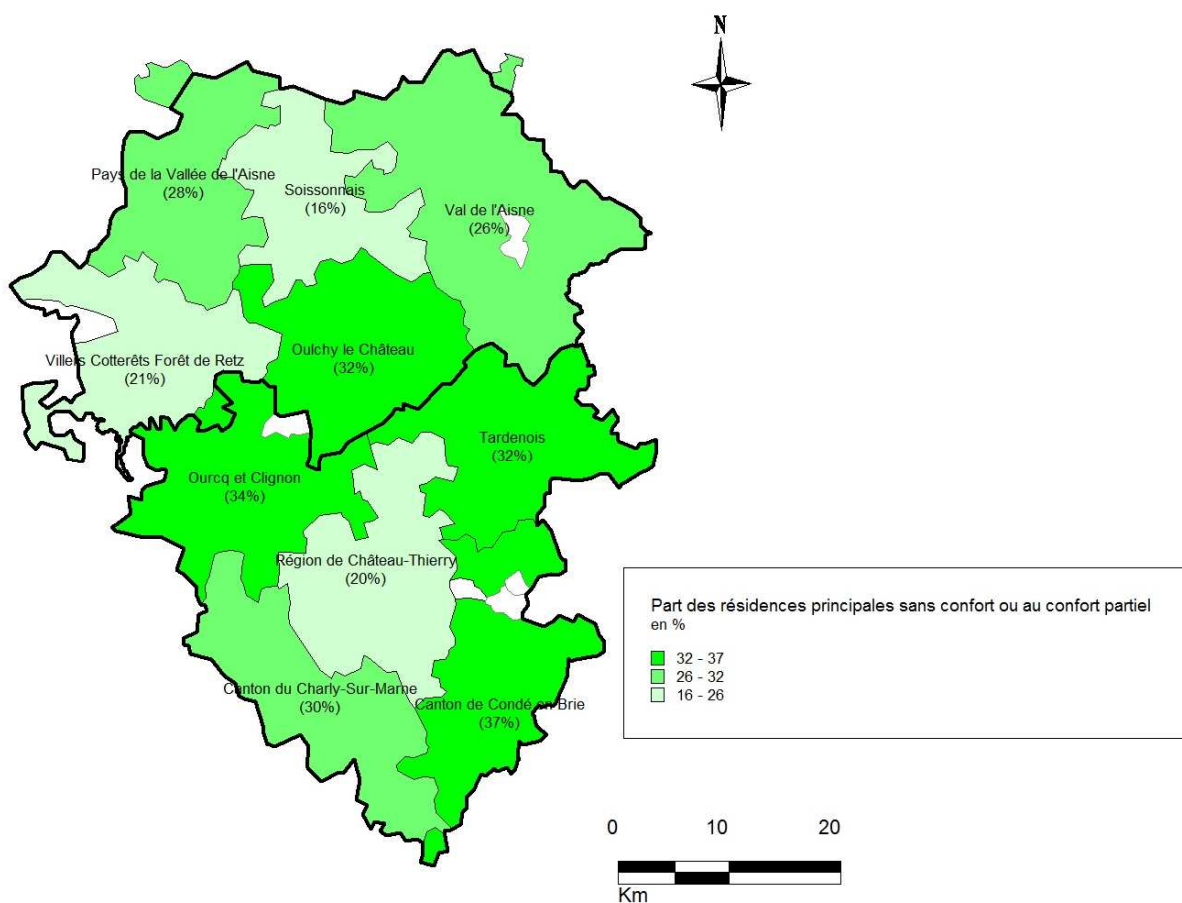 N
Pays de la Vallée de l'Aisne
(28%)
Soissonnais
(16%)
Val de l'Aisne
(26%)
Villers Cotterêts Forêt de Retz
(21%)
Oulchy le Château
(32%)
Tardenois
(32%)
Ourcq et Clignon
(34%)
Région de Château-Thierry
(20%)
Canton du Charly-Sur-Marne
(30%)
Canton de Condé en Brie
(37%)
Part des résidences principales sans confort ou au confort partiel
en %
32 - 37
26 - 32
16 - 26
0 10 20
Km